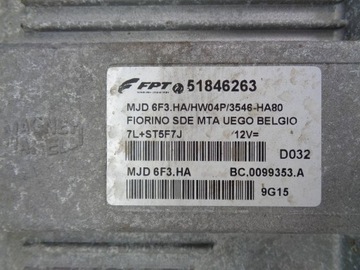 FPT 51846263
MJD 6F3.HA/HW04P/3546-HA80
FIORINO SDE MTA UEGO BELGIO
7L+ST5F7J 12V=
D032
MJD 6F3.HA BC.0099353.A
9G15